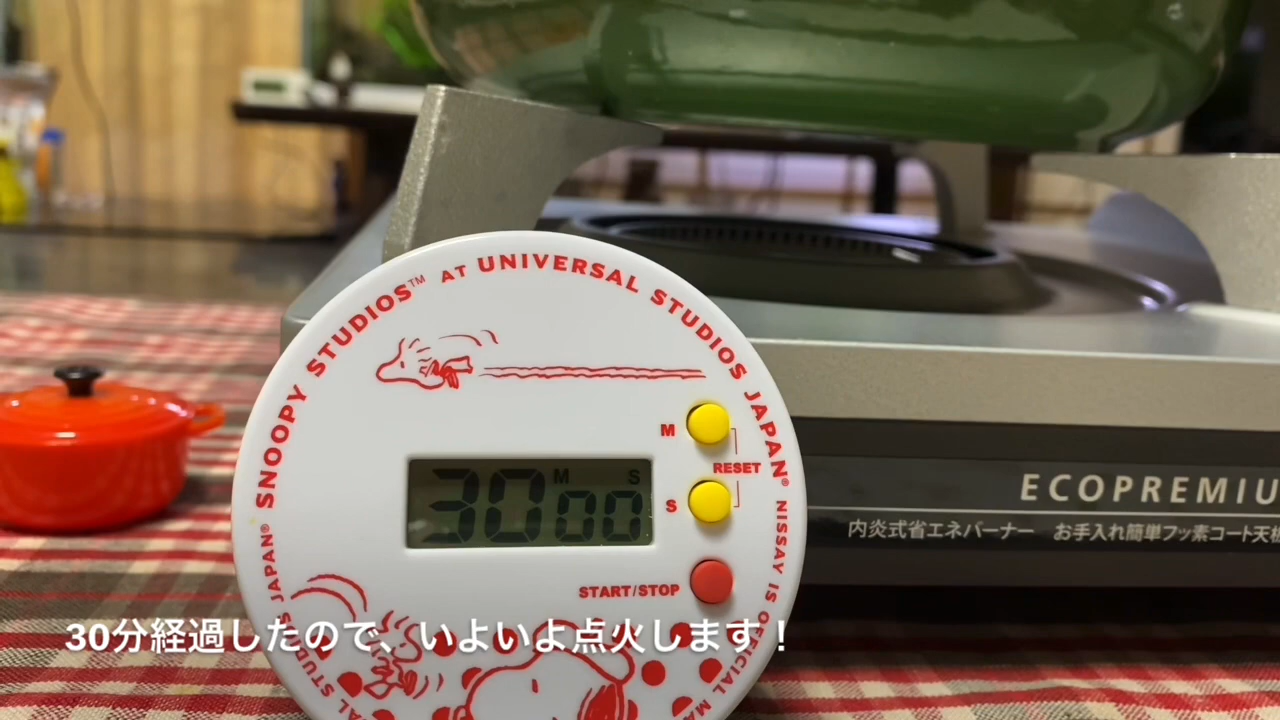 SNOOPY STUDIOS™ AT UNIVERSAL STUDIOS JAPAN®
NISSAY IS OFFICIAL
STUDIOS JAPAN®
M
RESET
S
M S
30 00
START/STOP
ECOPREMIU
内炎式省エネバーナー お手入れ簡単フッ素コート天板
30分経過したので、いよいよ点火します！